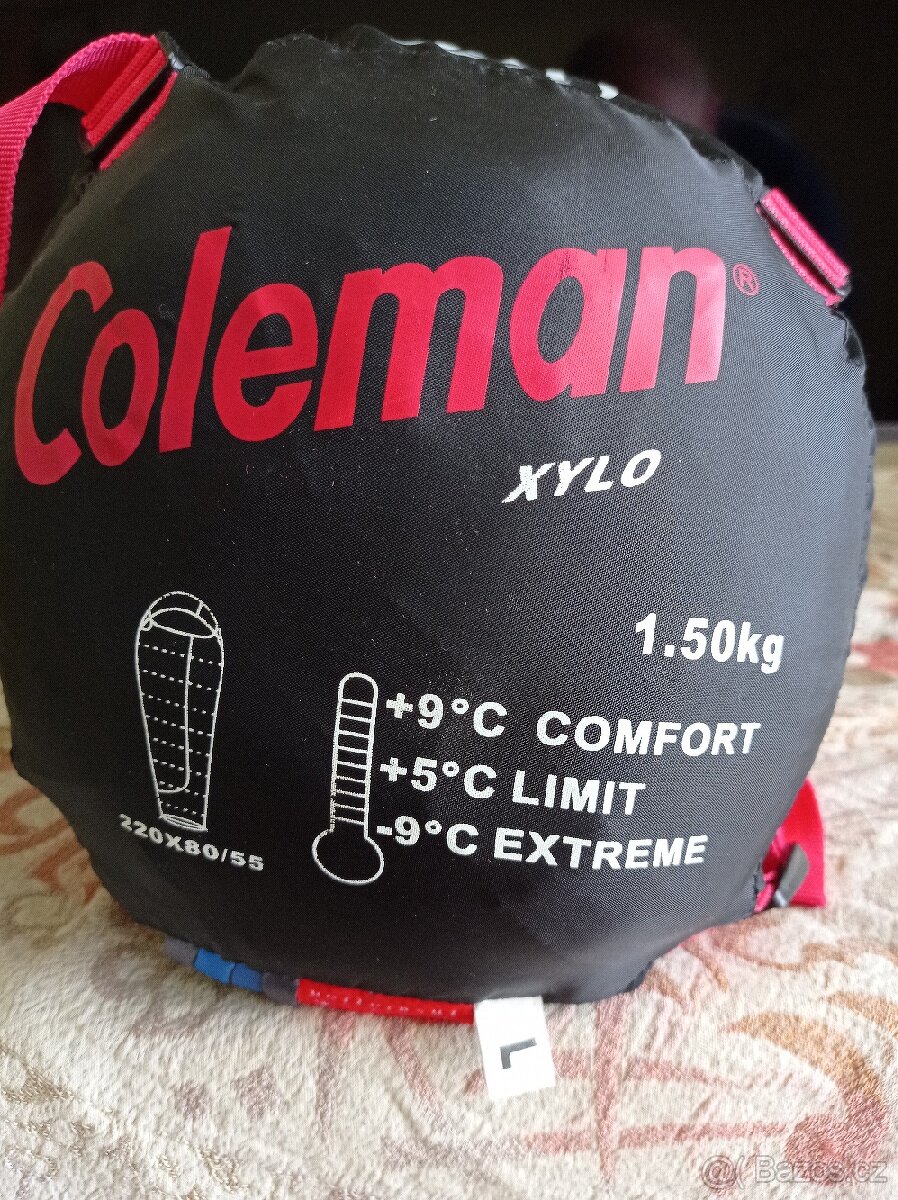 Coleman®
XYLO
1.50kg
+9°C COMFORT
+5°C LIMIT
-9°C EXTREME
220X80/55
L
@Bazos.cz